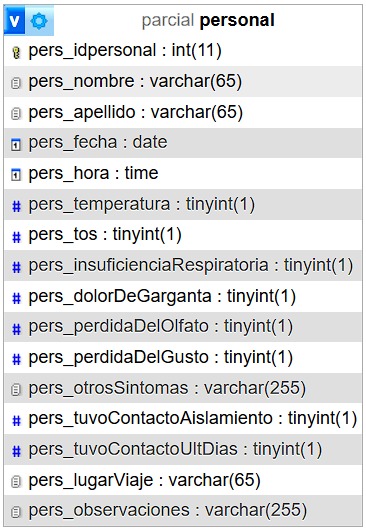 v parcial personal
pers_idpersonal : int(11)
pers_nombre : varchar(65)
pers_apellido : varchar(65)
pers_fecha : date
pers_hora : time
pers_temperatura : tinyint(1)
pers_tos : tinyint(1)
pers_insuficienciaRespiratoria : tinyint(1)
pers_dolorDeGarganta : tinyint(1)
pers_perdidaDelOlfato : tinyint(1)
pers_perdidaDelGusto : tinyint(1)
pers_otrosSintomas : varchar(255)
pers_tuvoContactoAislamiento : tinyint(1)
pers_tuvoContactoUltDias : tinyint(1)
pers_lugarViaje : varchar(65)
pers_observaciones : varchar(255)